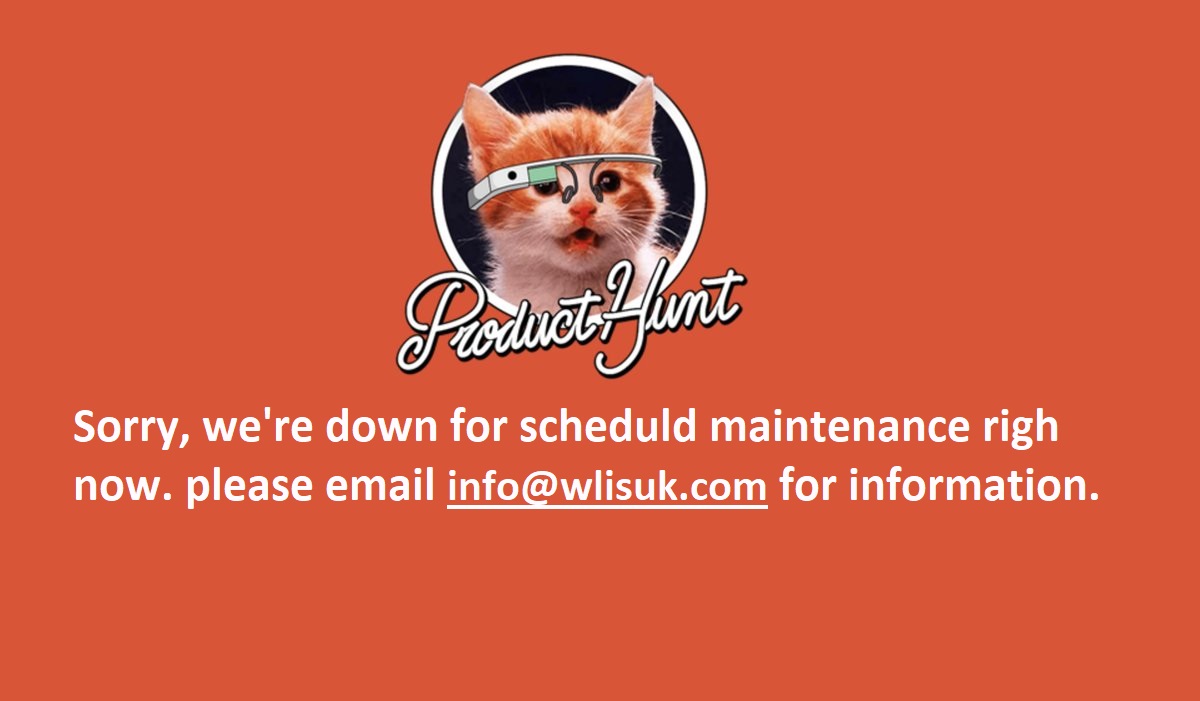 Product Hunt
Sorry, we're down for scheduld maintenance righ
now. please email info@wlisuk.com for information.